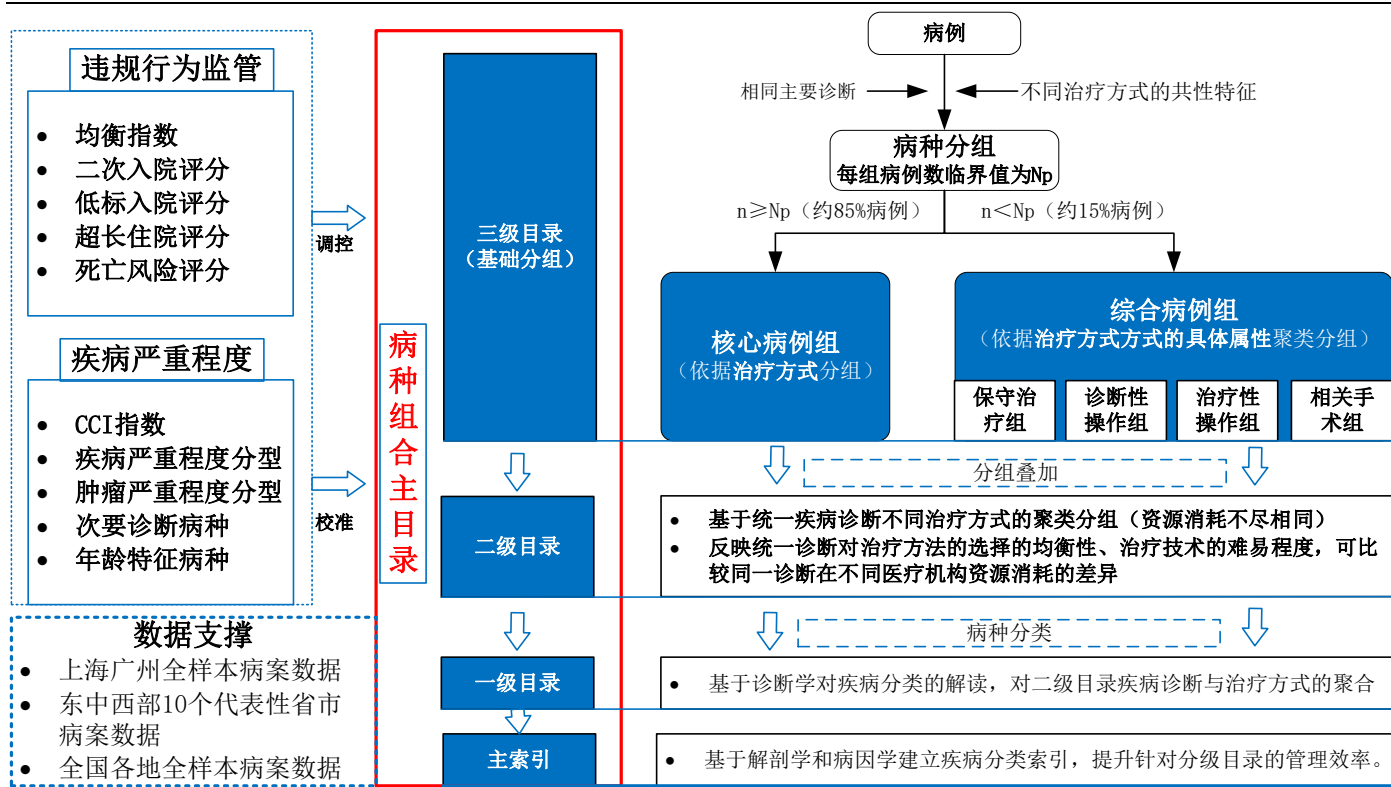 违规行为监管
● 均衡指数
● 二次入院评分
● 低标入院评分
● 超长住院评分
● 死亡风险评分
疾病严重程度
● CCI指数
● 疾病严重程度分型
● 肿瘤严重程度分型
● 次要诊断病种
● 年龄特征病种
数据支撑
● 上海广州全样本病案数据
● 东中西部10个代表性省市
病案数据
● 全国各地全样本病案数据
调控
校准
病
种
组
合
主
目
录
三级目录
（基础分组）
二级目录
一级目录
主索引
病例
相同主要诊断
不同治疗方式的共性特征
病种分组
每组病例数临界值为Np
n≥Np（约85%病例）
n＜Np（约15%病例）
核心病例组
（依据治疗方式分组）
综合病例组
（依据治疗方式方式的具体属性聚类分组）
保守治
疗组
诊断性
操作组
治疗性
操作组
相关手
术组
分组叠加
● 基于统一疾病诊断不同治疗方式的聚类分组（资源消耗不尽相同）
● 反映统一诊断对治疗方法的选择的均衡性、治疗技术的难易程度，可比
较同一诊断在不同医疗机构资源消耗的差异
病种分类
● 基于诊断学对疾病分类的解读，对二级目录疾病诊断与治疗方式的聚合
● 基于解剖学和病因学建立疾病分类索引，提升针对分级目录的管理效率。